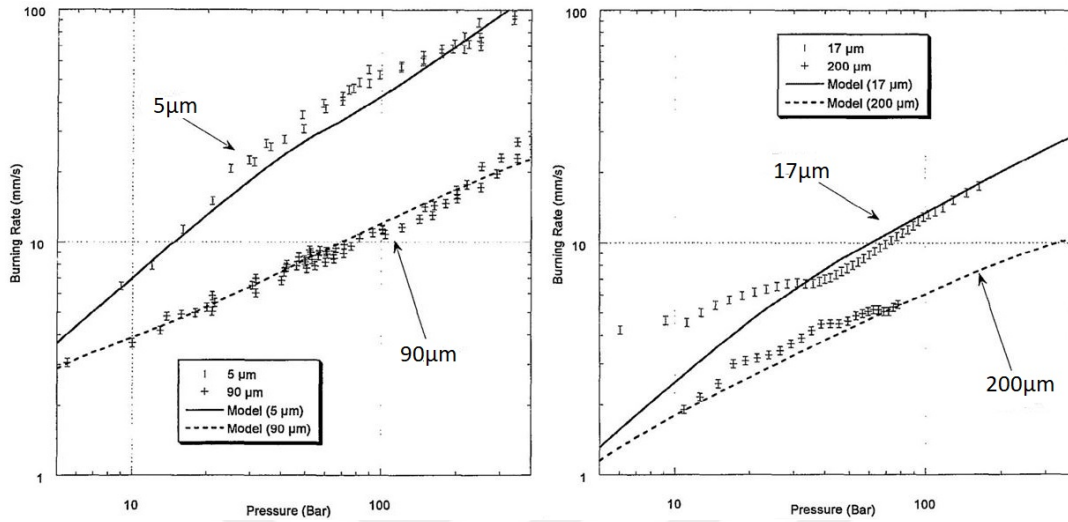 100
Burning Rate (mm/s)
10
1
5µm
90µm
5 µm
90 µm
Model (5 µm)
Model (90 µm)
10
100
Pressure (Bar)
100
Burning Rate (mm/s)
10
1
17 µm
200 µm
Model (17 µm)
Model (200 µm)
17µm
200µm
10
100
Pressure (Bar)